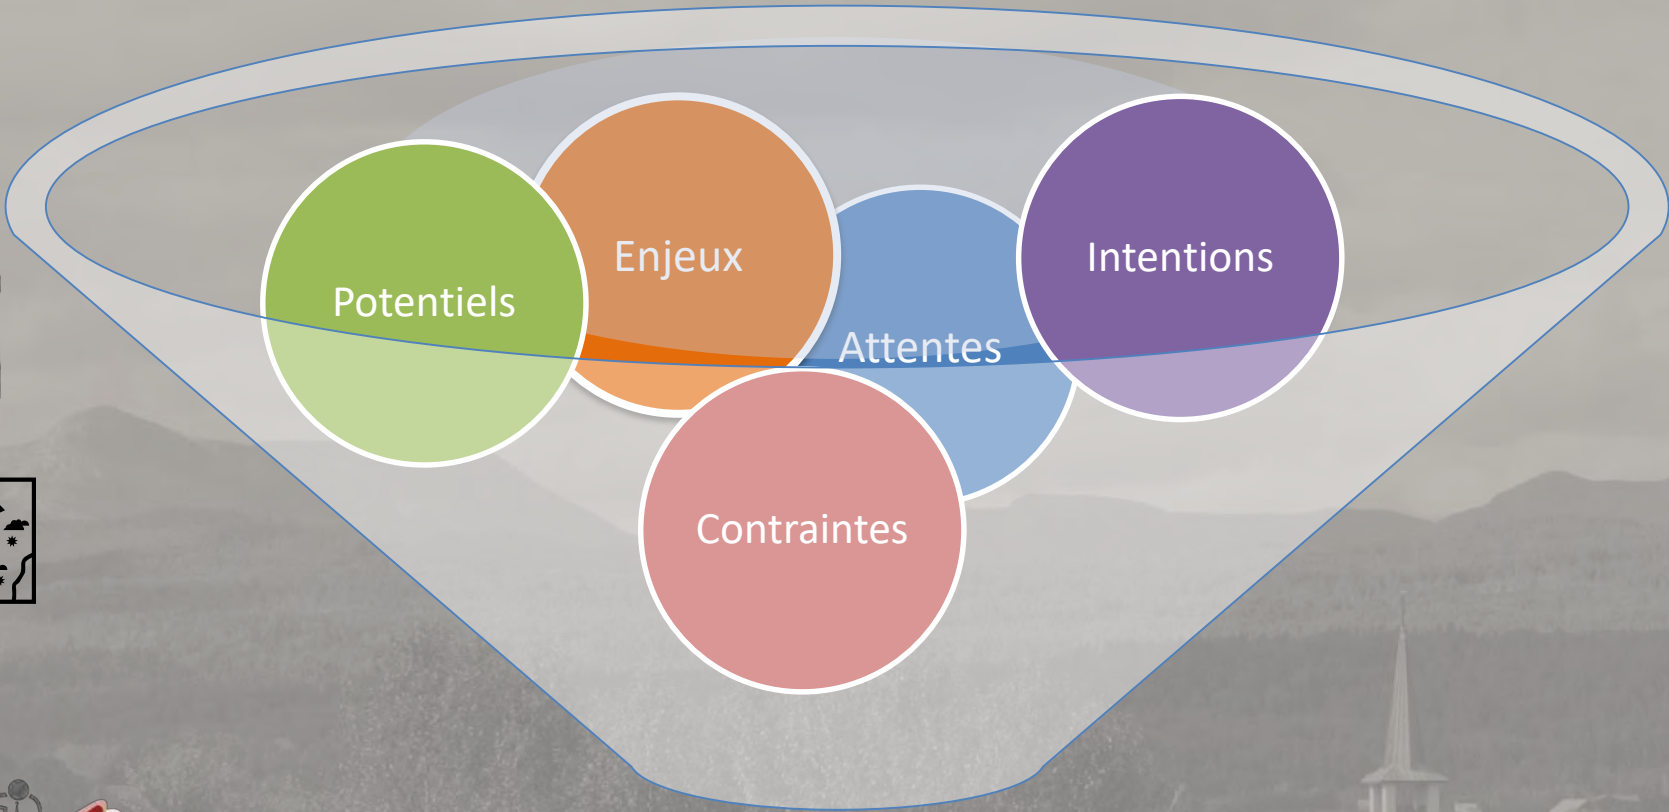 Potentiels
Enjeux
Attentes
Intentions
Contraintes